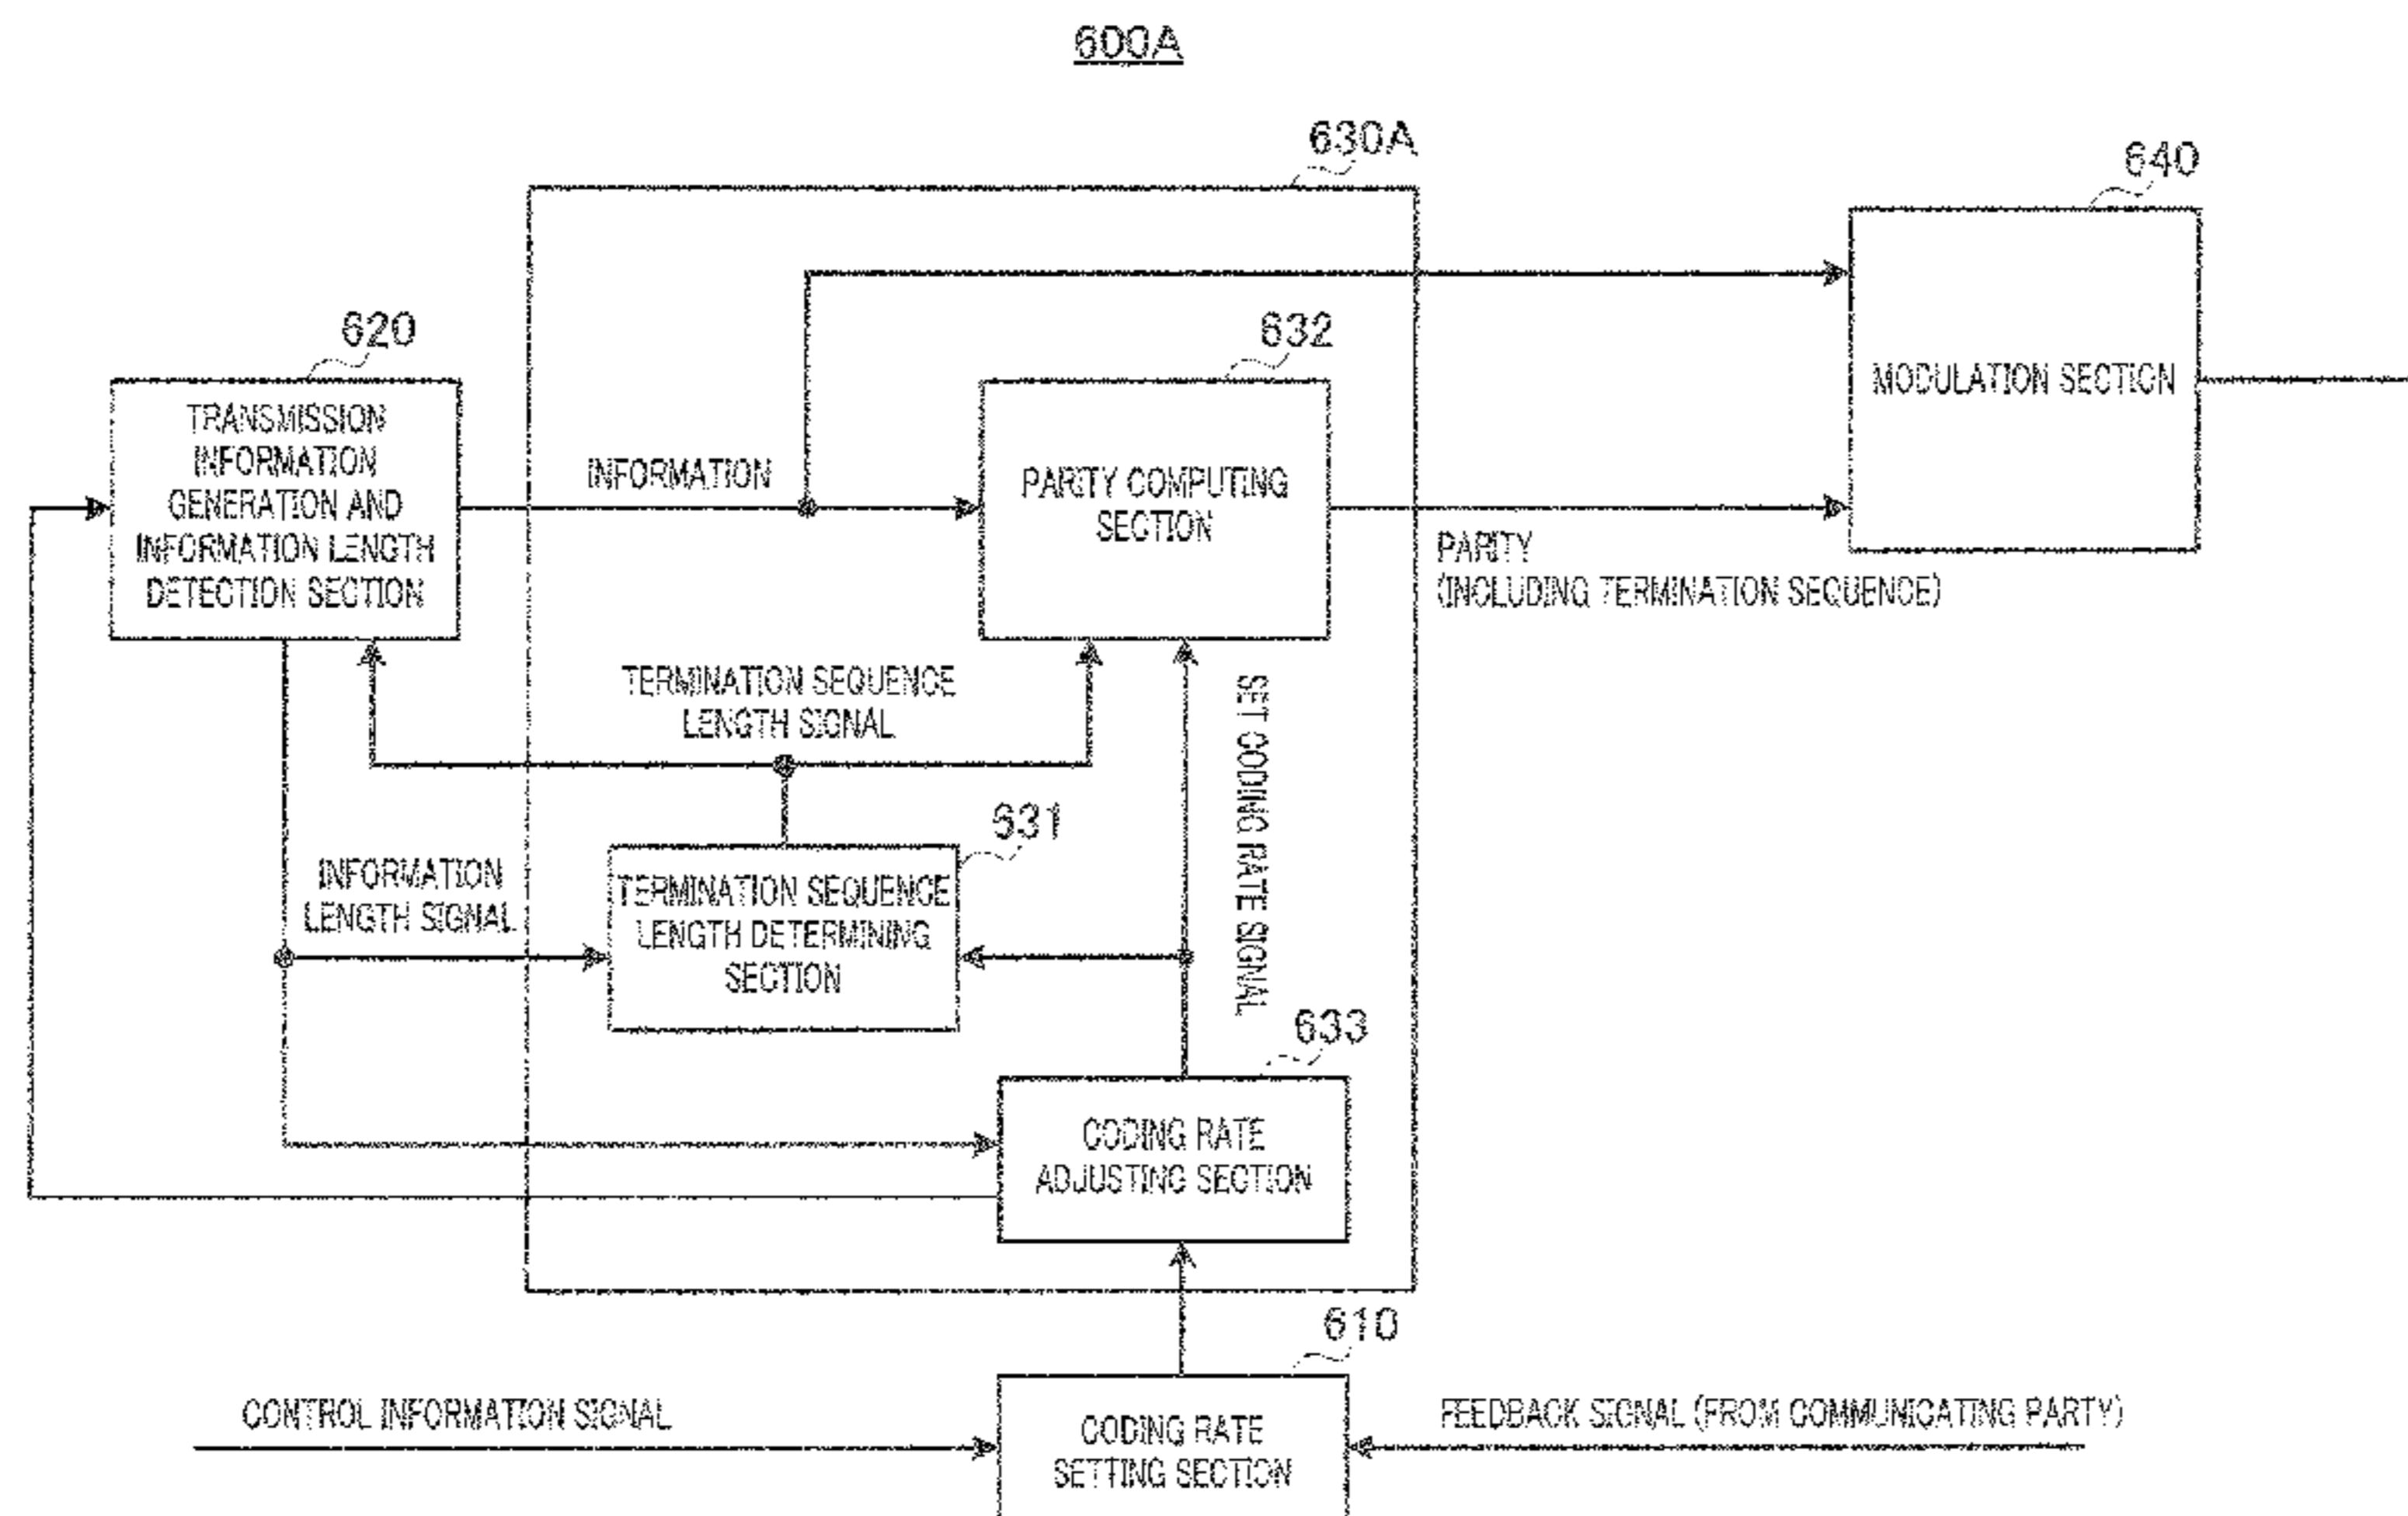 600A
630A
640
620
632
TRANSMISSION
INFORMATION
GENERATION AND
INFORMATION LENGTH
DETECTION SECTION
INFORMATION
PARITY COMPUTING
SECTION
MODULATION SECTION
PARITY
(INCLUDING TERMINATION SEQUENCE)
TERMINATION SEQUENCE
LENGTH SIGNAL
SET CODING RATE SIGNAL
631
INFORMATION
LENGTH SIGNAL
TERMINATION SEQUENCE
LENGTH DETERMINING
SECTION
633
CODING RATE
ADJUSTING SECTION
610
CONTROL INFORMATION SIGNAL
CODING RATE
SETTING SECTION
FEEDBACK SIGNAL (FROM COMMUNICATING PARTY)